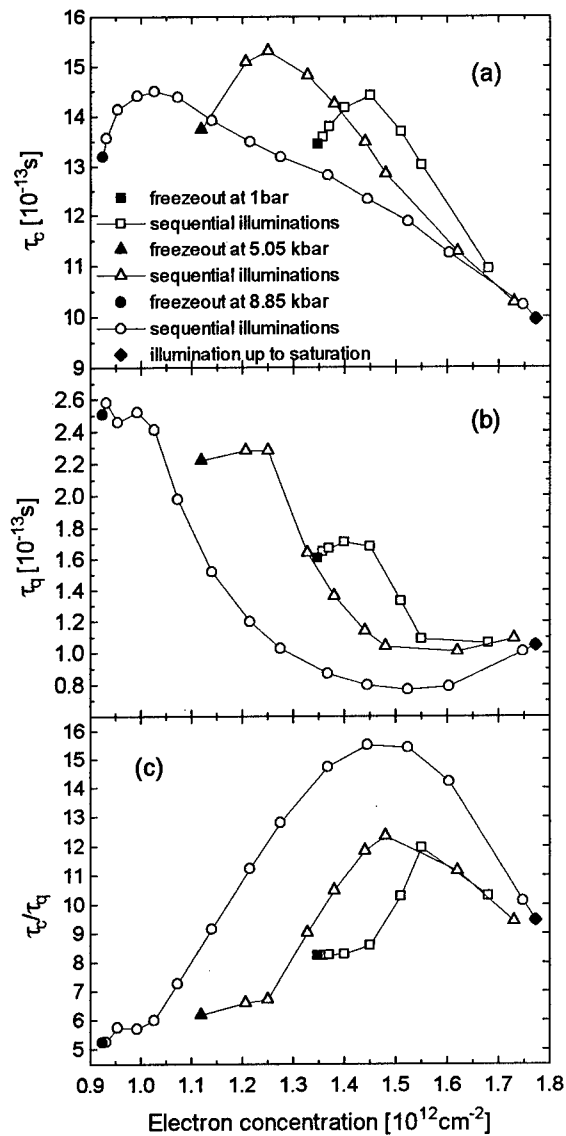 16
15
14
13
12
11
10
9
τc [10-13s]
(a)
freezeout at 1bar
sequential illuminations
freezeout at 5.05 kbar
sequential illuminations
freezeout at 8.85 kbar
sequential illuminations
illumination up to saturation
2.6
2.4
2.2
2.0
1.8
1.6
1.4
1.2
1.0
0.8
τq [10-13s]
(b)
16
15
14
13
12
11
10
9
8
7
6
5
τc/τq
(c)
0.9 1.0 1.1 1.2 1.3 1.4 1.5 1.6 1.7 1.8
Electron concentration [1012cm-2]